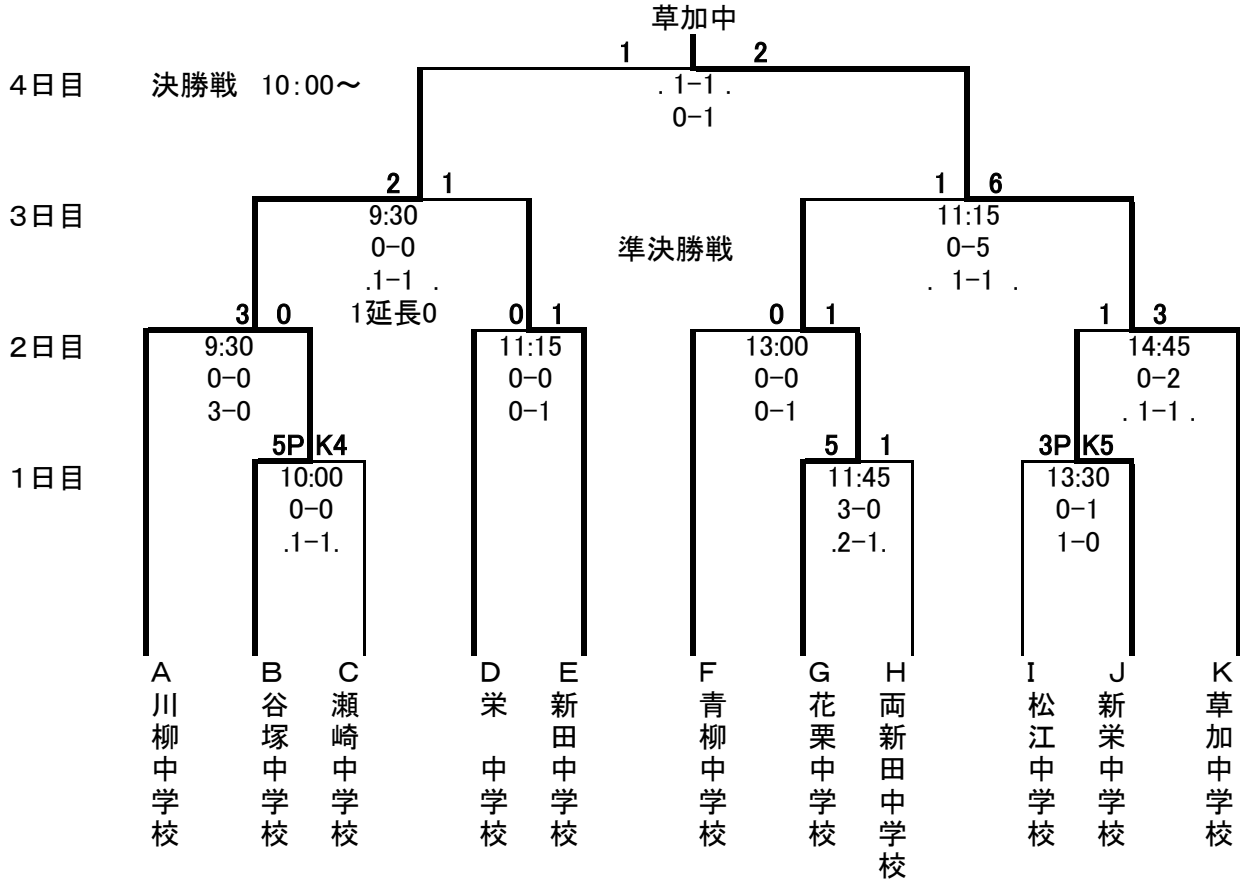 草加中
1 2
4日目 決勝戦 10:00～ . 1-1 .
0-1
2 1 1 6
3日目 9:30 11:15
0-0 準決勝戦 0-5
.1-1 . . 1-1 .
3 0 1延長0 0 1 0 1 1 3
2日目 9:30 11:15 13:00 14:45
0-0 0-0 0-0 0-2
3-0 0-1 0-1 . 1-1 .
5P K4 5 1 3P K5
1日目 10:00 11:45 13:30
0-0 3-0 0-1
.1-1. .2-1. 1-0
A B C D E F G H I J K
川柳中学校
谷塚中学校
瀬崎中学校
栄 中学校
新田中学校
青柳中学校
花栗中学校
両新田中学校
松江中学校
新栄中学校
草加中学校